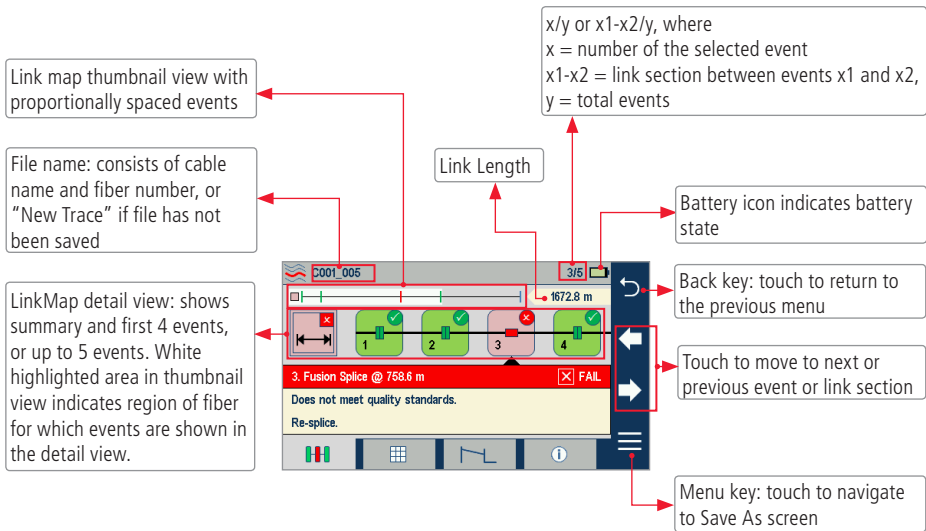 x/y or x1-x2/y, where
x = number of the selected event
x1-x2 = link section between events x1 and x2,
y = total events
Link map thumbnail view with
proportionally spaced events
Link Length
File name: consists of cable
name and fiber number, or
“New Trace” if file has not
been saved
Battery icon indicates battery
state
C001_005
3/5
1672.8 m
Back key: touch to return to
the previous menu
LinkMap detail view: shows
summary and first 4 events,
or up to 5 events. White
highlighted area in thumbnail
view indicates region of fiber
for which events are shown in
the detail view.
1
2
3
4
Touch to move to next or
previous event or link section
3. Fusion Splice @ 758.6 m
FAIL
Does not meet quality standards.
Re-splice.
Menu key: touch to navigate
to Save As screen